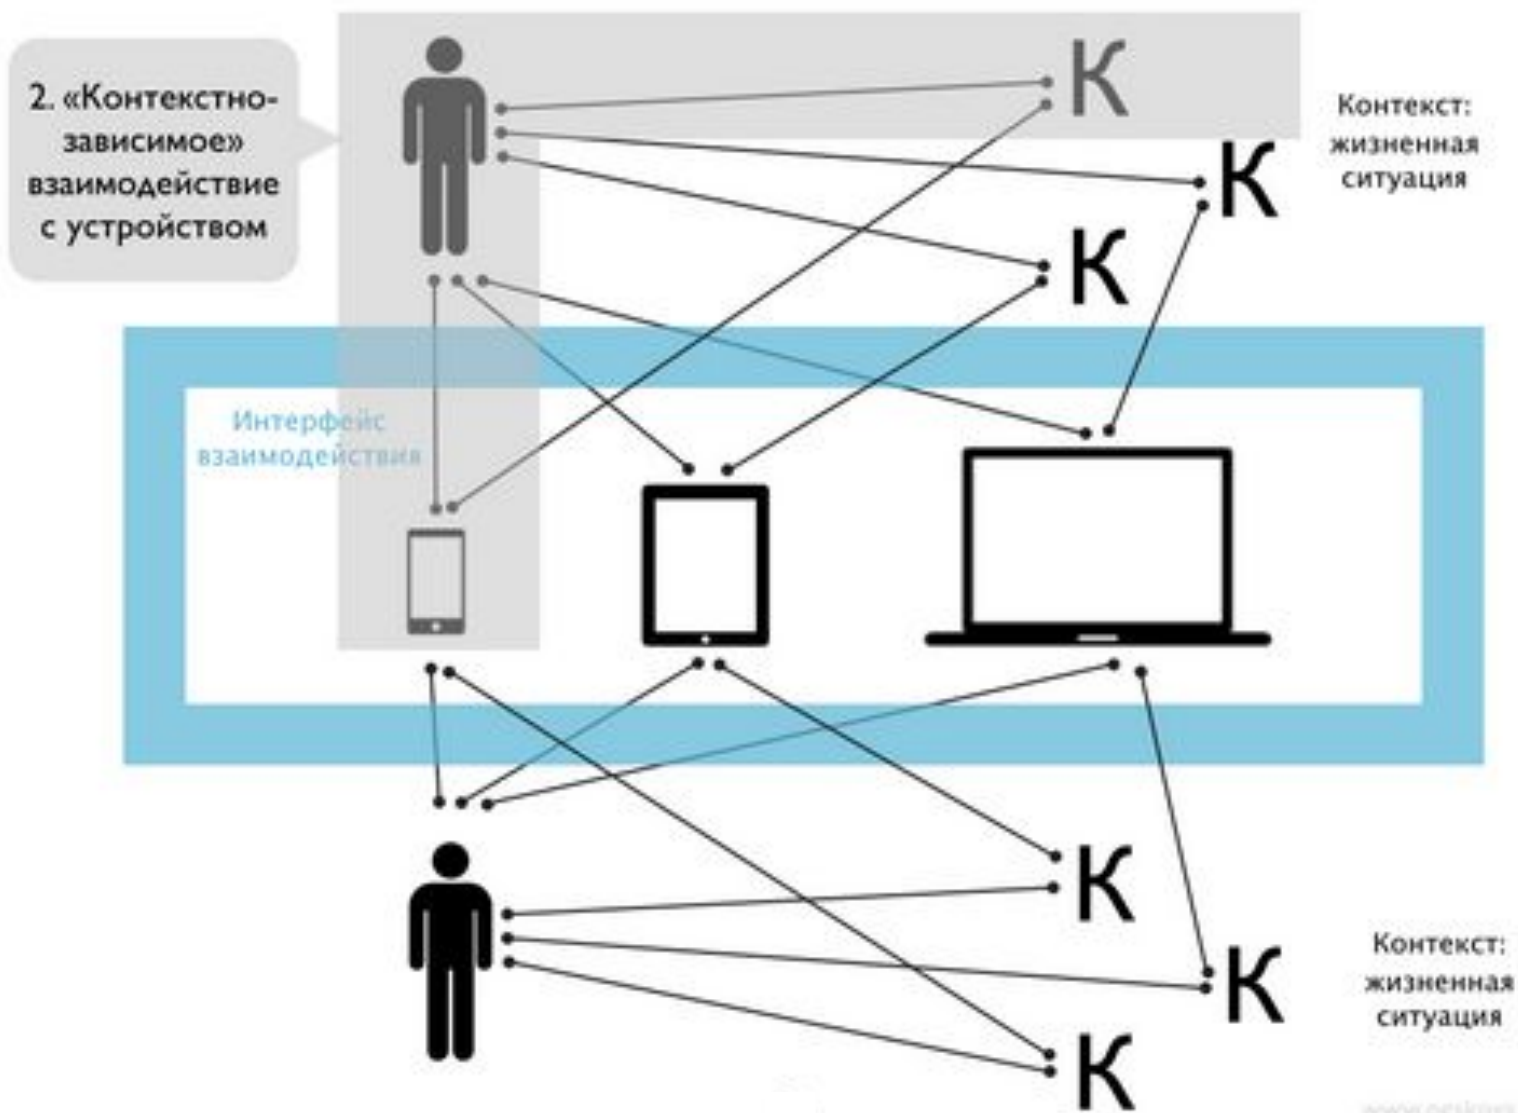 2. «Контекстно-
зависимое»
взаимодействие
с устройством
К
Контекст:
жизненная
ситуация
К
К
Интерфейс
взаимодействия
К
К
Контекст:
жизненная
ситуация
К